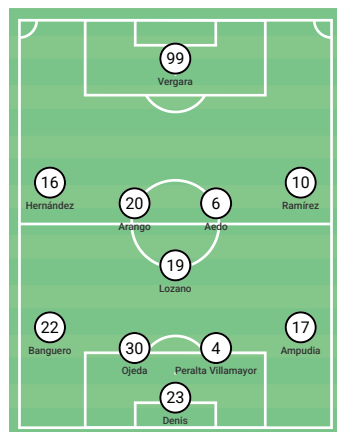 99
Vergara
16
10
Hernández
Ramírez
20
6
Arango
Aedo
19
Lozano
22
17
Banguero
Ampudia
30
4
Ojeda
Peralta Villamayor
23
Denis